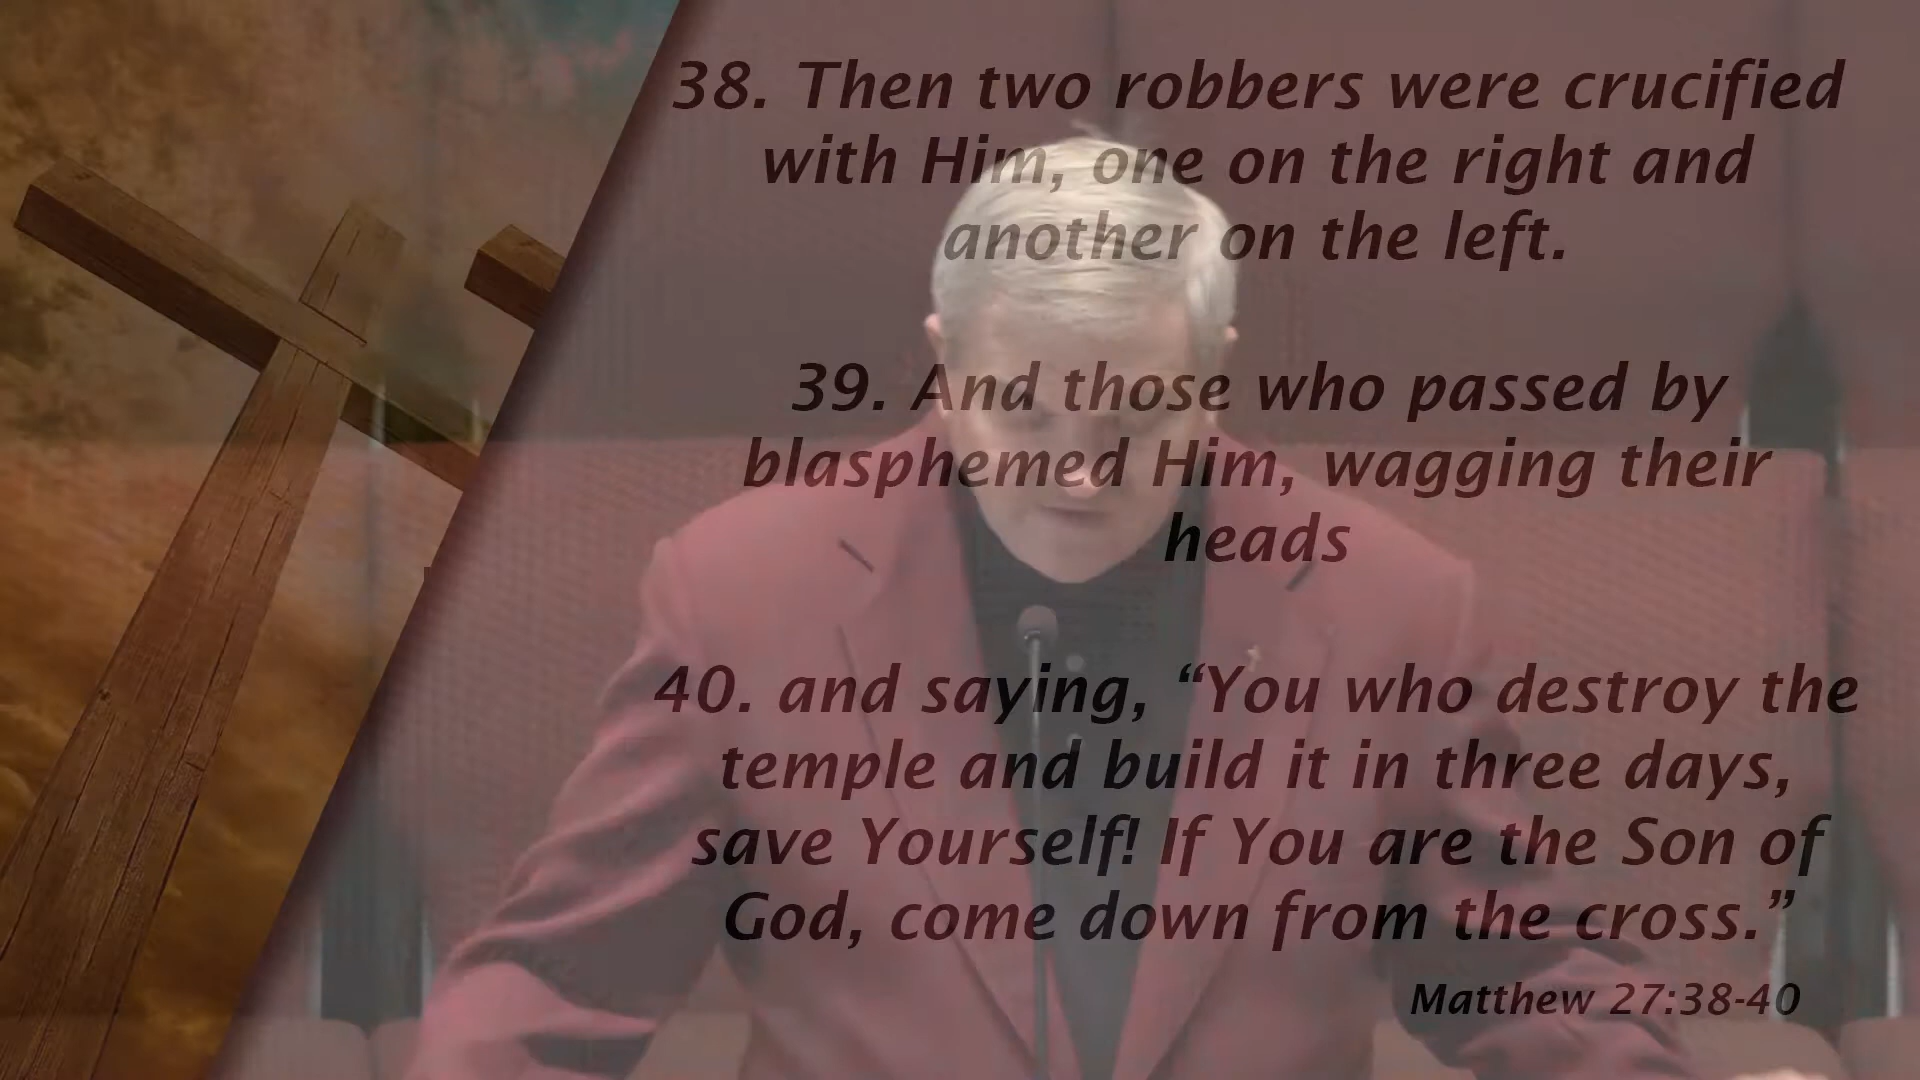 38. Then two robbers were crucified
with Him, one on the right and
another on the left.
39. And those who passed by
blasphemed Him, wagging their
heads
40. and saying, “You who destroy the
temple and build it in three days,
save Yourself! If You are the Son of
God, come down from the cross.”
Matthew 27:38-40